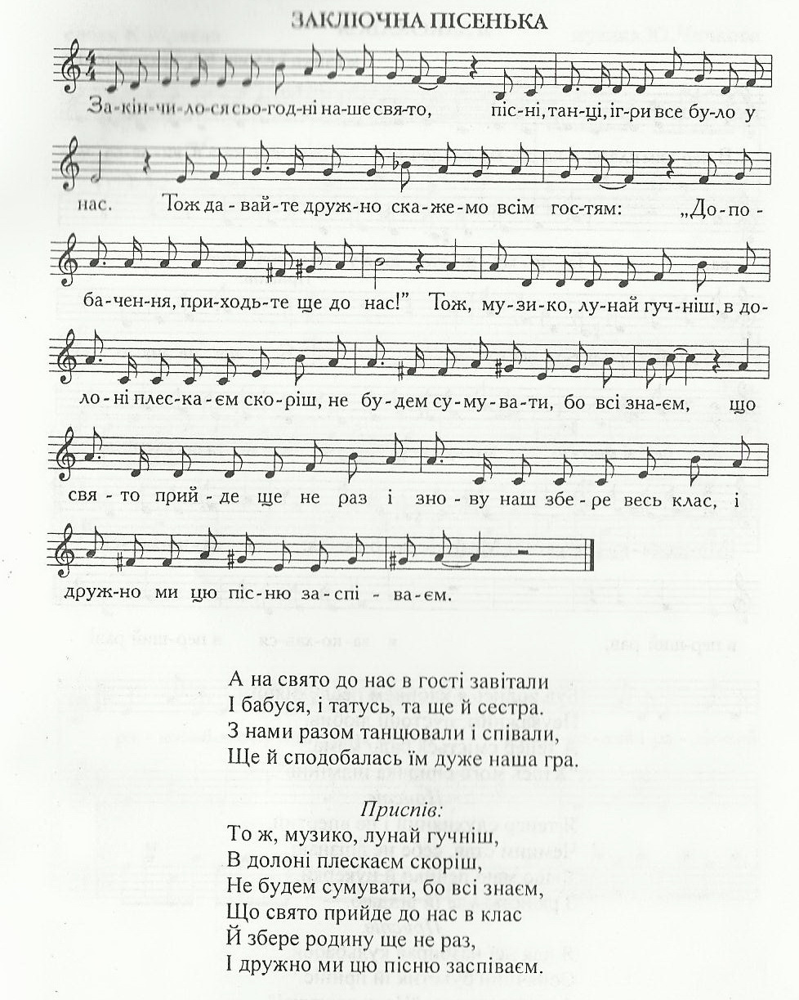 ЗАКЛЮЧНА ПІСЕНЬКА
За-кін-чи-ло-ся сьо-год-ні на-ше свя-то, піс-ні, тан-ці, іг-ри все бу-ло у
нас. Тож да-вай-те друж-но ска-же-мо всім гос-тям: „До-по-
ба-чен-ня, при-ходь-те ще до нас!” Тож, му-зи-ко, лу-най гуч-ніш, в до-
ло-ні плес-ка-єм ско-ріш, не бу-дем су-му-ва-ти, бо всі зна-єм, що
свя-то прий-де ще не раз і зно-ву наш збе-ре весь клас, і
друж-но ми цю піс-ню за-спі-ва-єм.
А на свято до нас в гості завітали
І бабуся, і татусь, та ще й сестра.
З нами разом танцювали і співали,
Ще й сподобалась їм дуже наша гра.
Приспів:
То ж, музико, лунай гучніш,
В долоні плескаєм скоріш,
Не будем сумувати, бо всі знаєм,
Що свято прийде до нас в клас
Й збере родину ще не раз,
І дружно ми цю пісню заспіваєм.